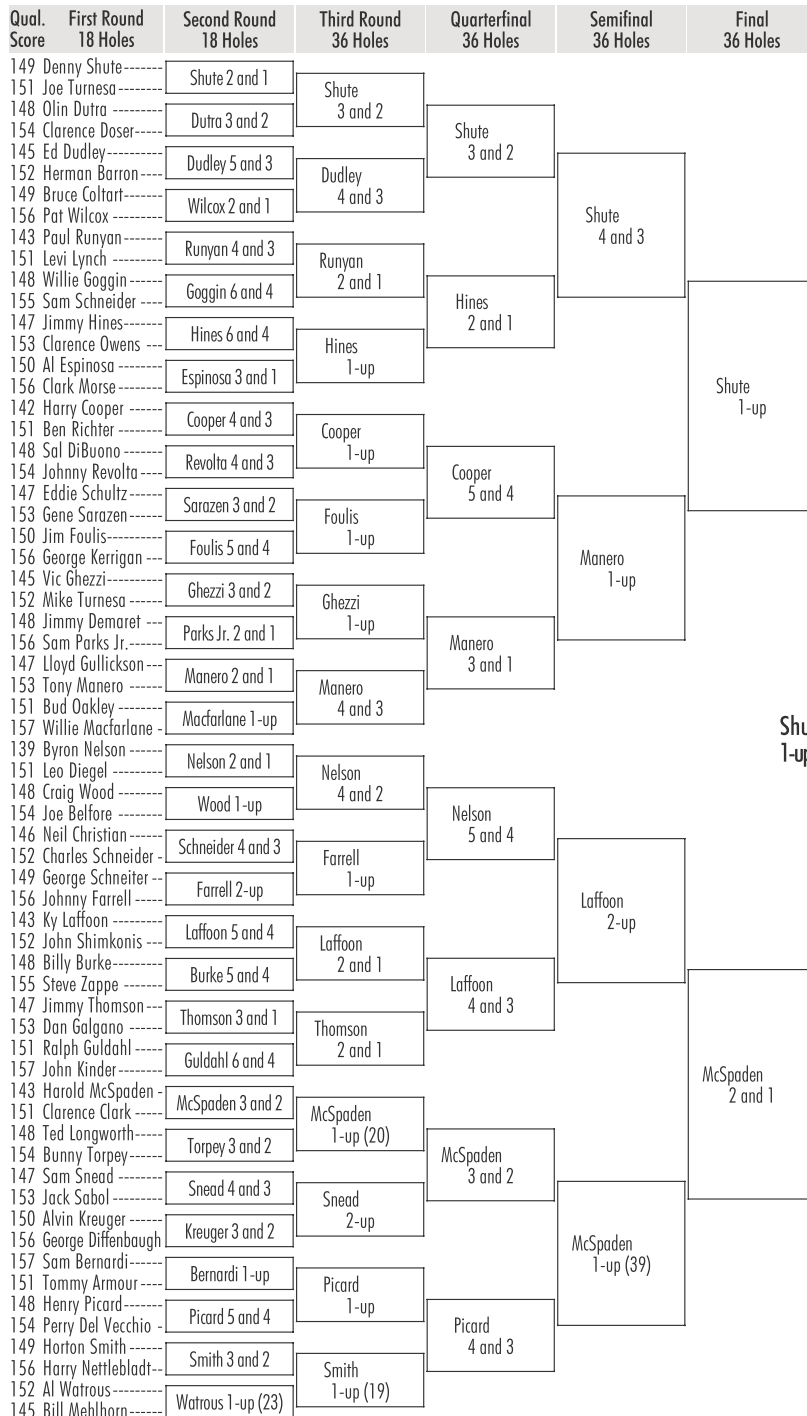 Qual. Score
First Round 18 Holes
Second Round 18 Holes
Third Round 36 Holes
Quarterfinal 36 Holes
Semifinal 36 Holes
Final 36 Holes
149 Denny Shute-------
151 Joe Turnesa--------
148 Olin Dutra --------
154 Clarence Doser-----
145 Ed Dudley----------
152 Herman Barron----
149 Bruce Coltart-------
156 Pat Wilcox ---------
143 Paul Runyan-------
151 Levi Lynch --------
148 Willie Goggin ------
155 Sam Schneider ----
147 Jimmy Hines-------
153 Clarence Owens ---
150 Al Espinosa --------
156 Clark Morse--------
142 Harry Cooper ------
151 Ben Richter --------
148 Sal DiBuono -------
154 Johnny Revolta----
147 Eddie Schultz------
153 Gene Sarazen------
150 Jim Foulis----------
156 George Kerrigan ---
145 Vic Ghezzi----------
152 Mike Turnesa ------
148 Jimmy Demaret ---
156 Sam Parks Jr.------
147 Lloyd Gullickson---
153 Tony Manero ------
151 Bud Oakley --------
157 Willie Macfarlane -
139 Byron Nelson ------
151 Leo Diegel ---------
148 Craig Wood --------
154 Joe Belfore --------
146 Neil Christian------
152 Charles Schneider -
149 George Schneiter --
156 Johnny Farrell -----
143 Ky Laffoon ---------
152 John Shimkonis ---
148 Billy Burke---------
155 Steve Zappe -------
147 Jimmy Thomson ---
153 Dan Galgano ------
151 Ralph Guldahl -----
157 John Kinder--------
143 Harold McSpaden -
151 Clarence Clark -----
148 Ted Longworth-----
154 Bunny Torpey------
147 Sam Snead --------
153 Jack Sabol ---------
150 Alvin Kreuger ------
156 George Diffenbaugh
157 Sam Bernardi------
151 Tommy Armour ----
148 Henry Picard-------
154 Perry Del Vecchio -
149 Horton Smith ------
156 Harry Nettlebladt--
152 Al Watrous---------
145 Bill Mehlhorn------
Shute 2 and 1
Dutra 3 and 2
Dudley 5 and 3
Wilcox 2 and 1
Runyan 4 and 3
Goggin 6 and 4
Hines 6 and 4
Espinosa 3 and 1
Cooper 4 and 3
Revolta 4 and 3
Sarazen 3 and 2
Foulis 5 and 4
Ghezzi 3 and 2
Parks Jr. 2 and 1
Manero 2 and 1
Macfarlane 1-up
Nelson 2 and 1
Wood 1-up
Schneider 4 and 3
Farrell 2-up
Laffoon 5 and 4
Burke 5 and 4
Thomson 3 and 1
Guldahl 6 and 4
McSpaden 3 and 2
Torpey 3 and 2
Snead 4 and 3
Kreuger 3 and 2
Bernardi 1-up
Picard 5 and 4
Smith 3 and 2
Watrous 1-up (23)
Shute
3 and 2
Dudley
4 and 3
Runyan
2 and 1
Hines
1-up
Cooper
1-up
Foulis
1-up
Ghezzi
1-up
Manero
4 and 3
Nelson
4 and 2
Farrell
1-up
Laffoon
2 and 1
Thomson
2 and 1
McSpaden
1-up (20)
Snead
2-up
Picard
1-up
Smith
1-up (19)
Shute
3 and 2
Hines
2 and 1
Cooper
5 and 4
Manero
3 and 1
Nelson
5 and 4
Laffoon
4 and 3
McSpaden
3 and 2
Picard
4 and 3
Shute
4 and 3
Manero
1-up
Laffoon
2-up
McSpaden
1-up (39)
Shute
1-up
McSpaden
2 and 1
Shu
1-up